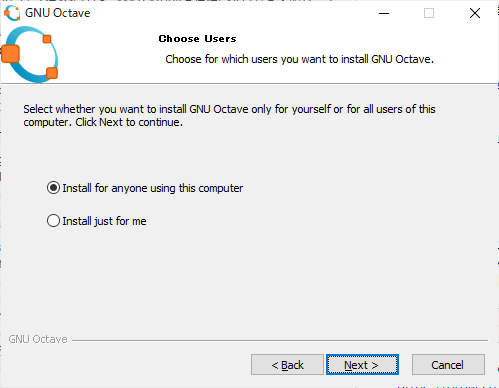 GNU Octave
Choose Users
Choose for which users you want to install GNU Octave.
Select whether you want to install GNU Octave only for yourself or for all users of this
computer. Click Next to continue.
Install for anyone using this computer
Install just for me
GNU Octave
< Back
Next >
Cancel